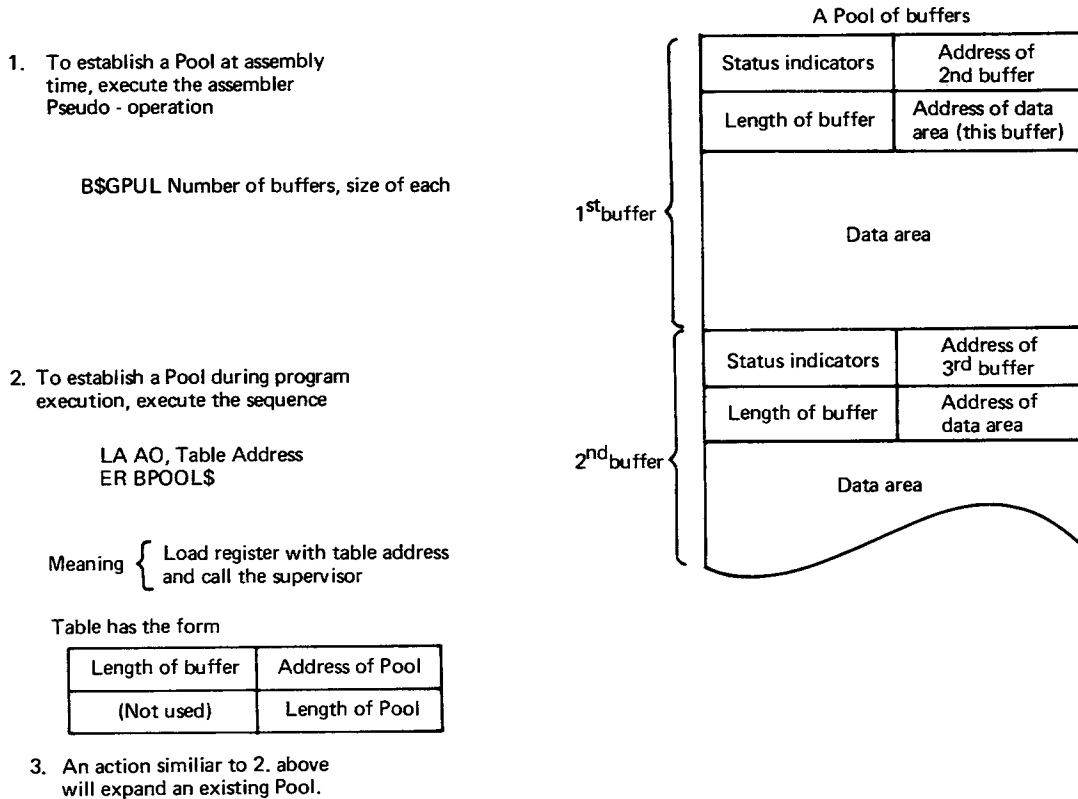 1. To establish a Pool at assembly
time, execute the assembler
Pseudo - operation
B$GPUL Number of buffers, size of each
2. To establish a Pool during program
execution, execute the sequence
LA AO, Table Address
ER BPOOL$
Meaning { Load register with table address
and call the supervisor
Table has the form
Length of buffer Address of Pool
(Not used) Length of Pool
3. An action similiar to 2. above
will expand an existing Pool.
A Pool of buffers
Status indicators
Address of
2nd buffer
Length of buffer
Address of data
area (this buffer)
1st buffer
Data area
Status indicators
Address of
3rd buffer
Length of buffer
Address of
data area
2nd buffer
Data area